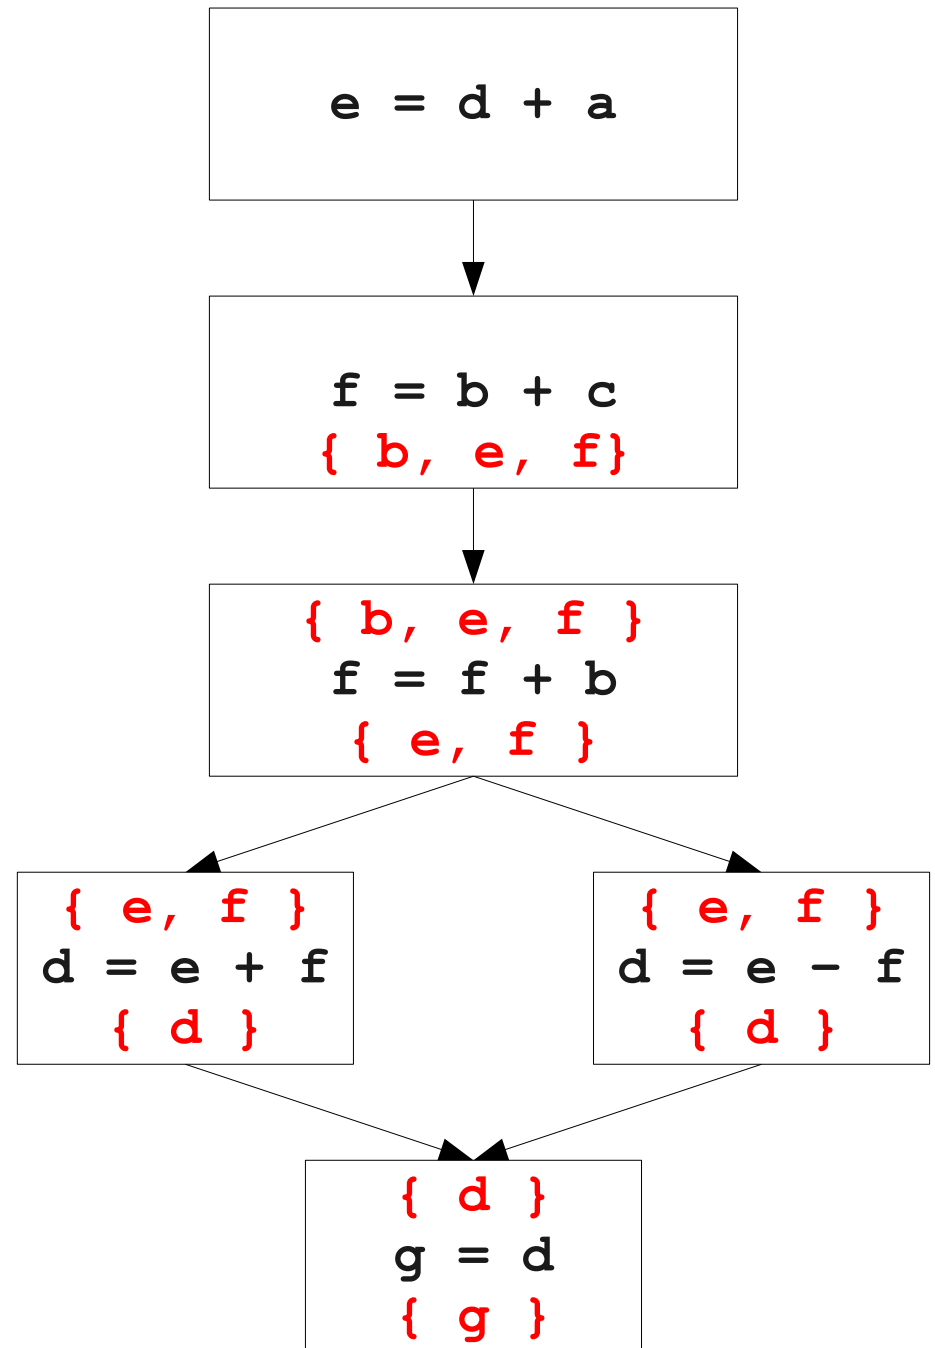 e = d + a
f = b + c
{ b, e, f}
{ b, e, f }
f = f + b
{ e, f }
{ e, f }
d = e + f
{ d }
{ e, f }
d = e - f
{ d }
{ d }
g = d
{ g }